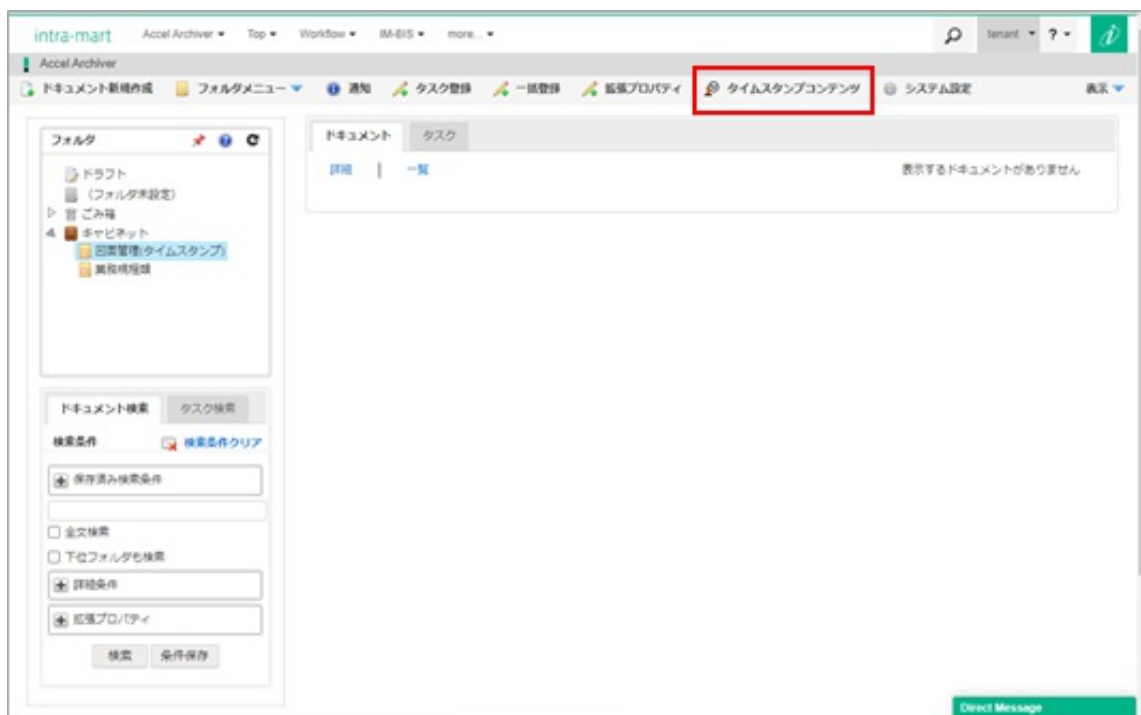 intra-mart Accel Archiver Top Workflow IM-BIS more... tenant ?
Accel Archiver
ドキュメント新規作成 フォルダメニュー 通知 タスク登録 一括登録 拡張プロパティ タイムスタンプコンテンツ システム設定 表示
フォルダ
ドキュメント タスク
詳細 | 一覧 表示するドキュメントがありません
ドラフト
(フォルダ未設定)
ごみ箱
キャビネット
図面管理(タイムスタンプ)
業務規程類
ドキュメント検索 タスク検索
検索条件 検索条件クリア
保存済み検索条件
全文検索
下位フォルダも検索
詳細条件
拡張プロパティ
検索 条件保存
Direct Message